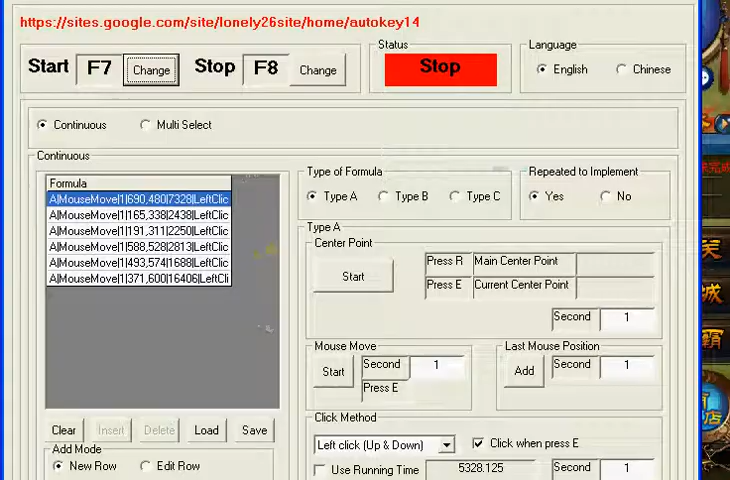 https://sites.google.com/site/lonely26site/home/autokey14
Start F7 Change Stop F8 Change
Status
Stop
Language
English Chinese
Continuous Multi Select
Continuous
Formula
A|MouseMove|1|690,480|7328|LeftClic
A|MouseMove|1|165,338|2438|LeftClic
A|MouseMove|1|191,311|2250|LeftClic
A|MouseMove|1|588,528|2813|LeftClic
A|MouseMove|1|493,574|1688|LeftClic
A|MouseMove|1|371,600|16406|LeftCli
Clear Insert Delete Load Save
Add Mode
New Row Edit Row
Type of Formula
Type A Type B Type C
Repeated to Implement
Yes No
Type A
Center Point
Start
Press R Main Center Point
Press E Current Center Point
Second 1
Mouse Move
Start Second 1
Press E
Last Mouse Position
Add Second 1
Click Method
Left click (Up & Down) Click when press E
Use Running Time 5328.125 Second 1
城
霸
店